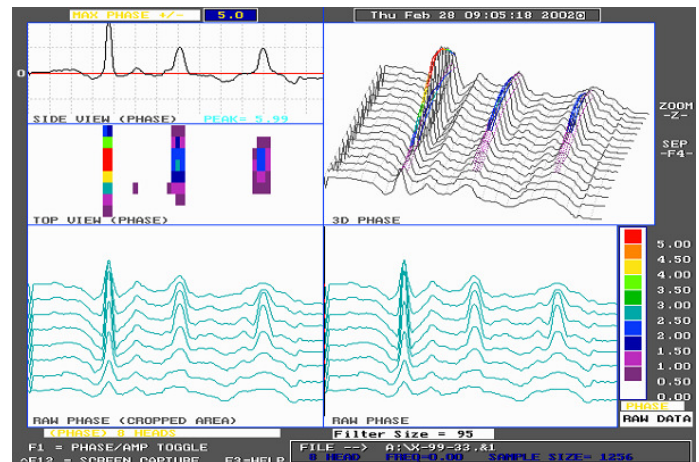 MAX PHASE +/- 5.0
Thu Feb 28 09:05:18 2002
0
SIDE VIEW (PHASE) PEAK= 5.99
TOP VIEW (PHASE)
3D PHASE
ZOOM
-Z-
SEP
-F4-
5.00
4.50
4.00
3.50
3.00
2.50
2.00
1.50
1.00
0.50
0.00
PHASE
RAW DATA
RAW PHASE (CROPPED AREA)
RAW PHASE
(PHASE) 8 HEADS
Filter Size = 95
F1 = PHASE/AMP TOGGLE
FILE --> A:\X-99-33.&1
8 HEAD FREQ=0.00 SAMPLE SIZE= 1256
^F12 = SCREEN CAPTURE F3=HELP